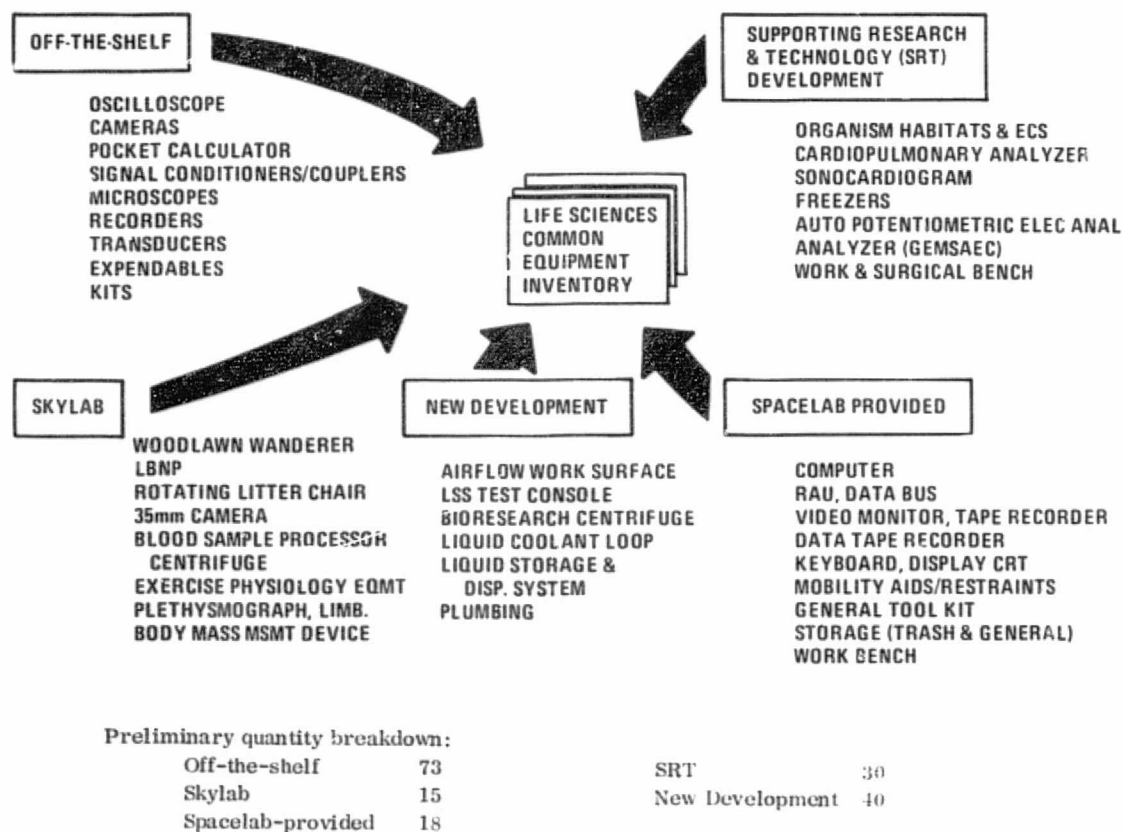 OFF-THE-SHELF
OSCILLOSCOPE
CAMERAS
POCKET CALCULATOR
SIGNAL CONDITIONERS/COUPLERS
MICROSCOPES
RECORDERS
TRANSDUCERS
EXPENDABLES
KITS
SUPPORTING RESEARCH
& TECHNOLOGY (SRT)
DEVELOPMENT
ORGANISM HABITATS & ECS
CARDIOPULMONARY ANALYZER
SONOCARDIOGRAM
FREEZERS
AUTO POTENTIOMETRIC ELEC ANAL
ANALYZER (GEMSAEC)
WORK & SURGICAL BENCH
LIFE SCIENCES
COMMON
EQUIPMENT
INVENTORY
SKYLAB
WOODLAWN WANDERER
LBNP
ROTATING LITTER CHAIR
35mm CAMERA
BLOOD SAMPLE PROCESSOR
CENTRIFUGE
EXERCISE PHYSIOLOGY EQMT
PLETHYSMOGRAPH, LIMB.
BODY MASS MSMT DEVICE
NEW DEVELOPMENT
AIRFLOW WORK SURFACE
LSS TEST CONSOLE
BIORESEARCH CENTRIFUGE
LIQUID COOLANT LOOP
LIQUID STORAGE &
DISP. SYSTEM
PLUMBING
SPACELAB PROVIDED
COMPUTER
RAU, DATA BUS
VIDEO MONITOR, TAPE RECORDER
DATA TAPE RECORDER
KEYBOARD, DISPLAY CRT
MOBILITY AIDS/RESTRAINTS
GENERAL TOOL KIT
STORAGE (TRASH & GENERAL)
WORK BENCH
Preliminary quantity breakdown:
Off-the-shelf 73
Skylab 15
Spacelab-provided 18
SRT 30
New Development 40